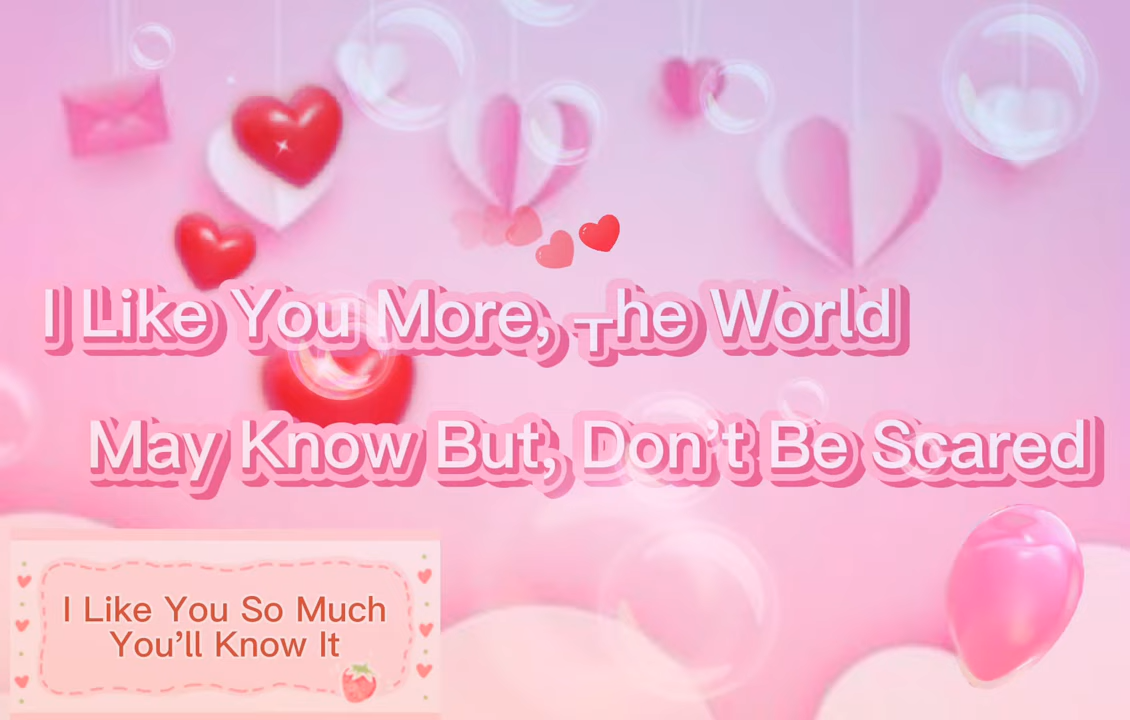 I Like You More, The World
May Know But, Don't Be Scared
I Like You So Much
You'll Know It